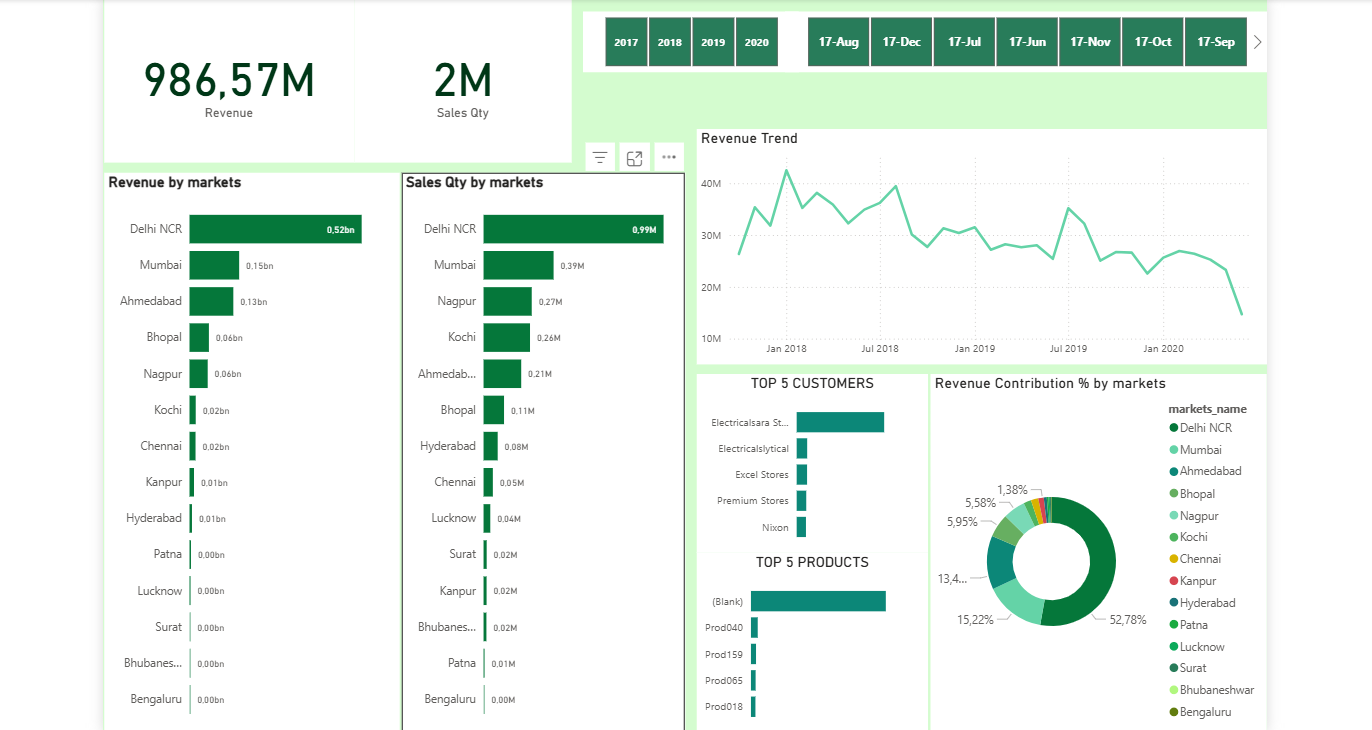 2017 2018 2019 2020 17-Aug 17-Dec 17-Jul 17-Jun 17-Nov 17-Oct 17-Sep
986,57M
Revenue
2M
Sales Qty
Revenue by markets
Delhi NCR 0,52bn
Mumbai 0,15bn
Ahmedabad 0,13bn
Bhopal 0,06bn
Nagpur 0,06bn
Kochi 0,02bn
Chennai 0,02bn
Kanpur 0,01bn
Hyderabad 0,01bn
Patna 0,00bn
Lucknow 0,00bn
Surat 0,00bn
Bhubanes... 0,00bn
Bengaluru 0,00bn
Sales Qty by markets
Delhi NCR 0,99M
Mumbai 0,39M
Nagpur 0,27M
Kochi 0,26M
Ahmedab... 0,21M
Bhopal 0,11M
Hyderabad 0,08M
Chennai 0,05M
Lucknow 0,04M
Surat 0,02M
Kanpur 0,02M
Bhubanes... 0,02M
Patna 0,01M
Bengaluru 0,00M
Revenue Trend
40M
30M
20M
10M
Jan 2018 Jul 2018 Jan 2019 Jul 2019 Jan 2020
TOP 5 CUSTOMERS
Electricalsara St...
Electricalslytical
Excel Stores
Premium Stores
Nixon
TOP 5 PRODUCTS
(Blank)
Prod040
Prod159
Prod065
Prod018
Revenue Contribution % by markets
1,38%
5,58%
5,95%
13,4...
15,22%
52,78%
markets_name
Delhi NCR
Mumbai
Ahmedabad
Bhopal
Nagpur
Kochi
Chennai
Kanpur
Hyderabad
Patna
Lucknow
Surat
Bhubaneshwar
Bengaluru